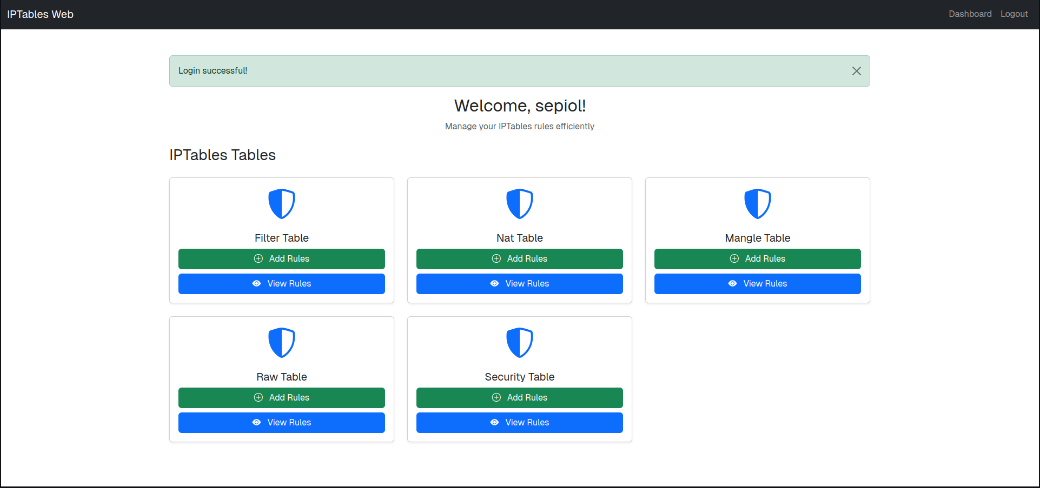 IPTables Web
Dashboard Logout
Login successful!
Welcome, sepiol!
Manage your IPTables rules efficiently
IPTables Tables
Filter Table
Add Rules
View Rules
Nat Table
Add Rules
View Rules
Mangle Table
Add Rules
View Rules
Raw Table
Add Rules
View Rules
Security Table
Add Rules
View Rules